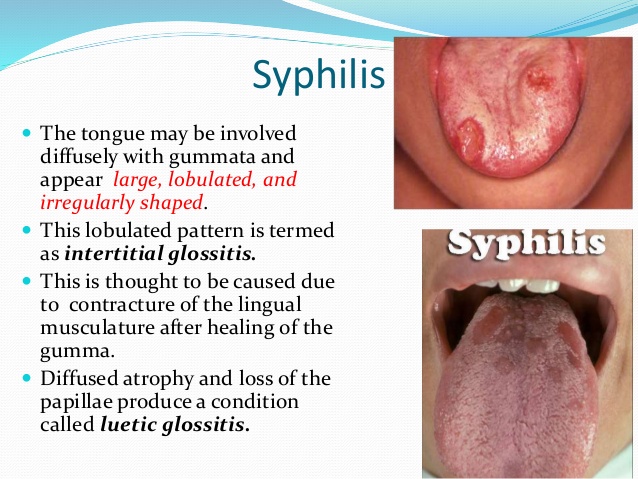 Syphilis
• The tongue may be involved
diffusely with gummata and
appear large, lobulated, and
irregularly shaped.
• This lobulated pattern is termed
as intertitial glossitis.
• This is thought to be caused due
to contracture of the lingual
musculature after healing of the
gumma.
• Diffused atrophy and loss of the
papillae produce a condition
called luetic glossitis.
Syphilis